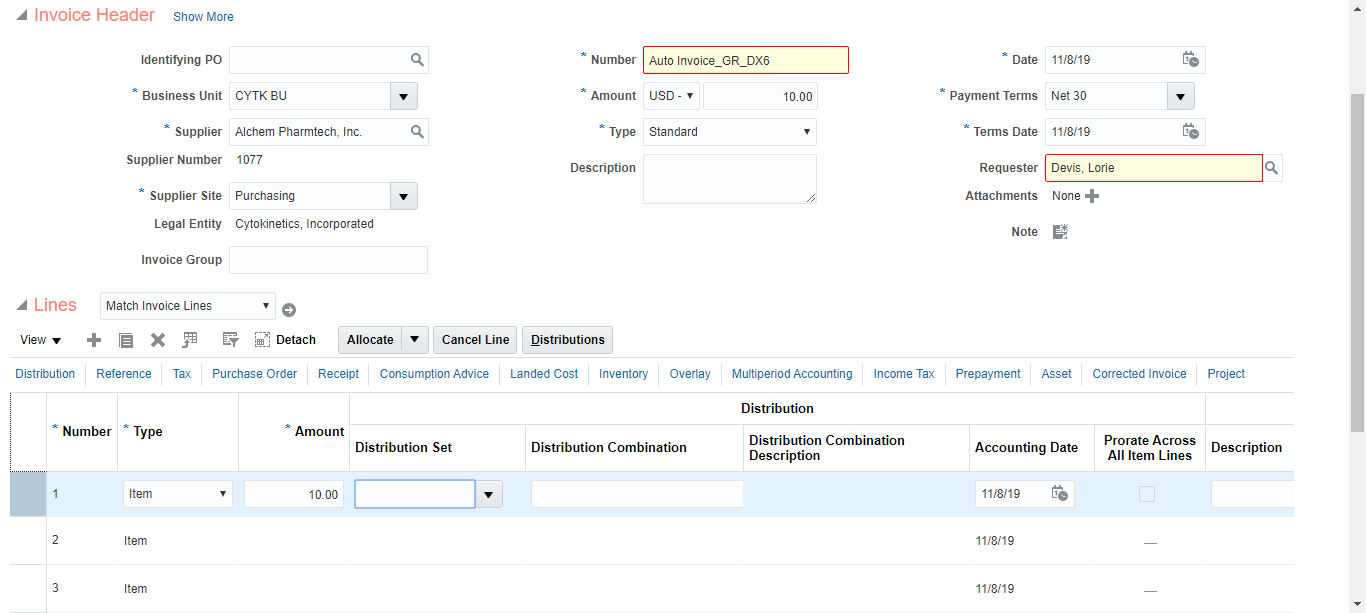 Invoice Header Show More
Identifying PO
* Number Auto Invoice_GR_DX6
* Date 11/8/19
* Business Unit CYTK BU
* Amount USD - 10.00
* Payment Terms Net 30
* Supplier Alchem Pharmtech, Inc.
* Type Standard
* Terms Date 11/8/19
Supplier Number 1077
Description
Requester Devis, Lorie
* Supplier Site Purchasing
Attachments None
Legal Entity Cytokinetics, Incorporated
Note
Invoice Group
Lines Match Invoice Lines
View Detach Allocate Cancel Line Distributions
Distribution Reference Tax Purchase Order Receipt Consumption Advice Landed Cost Inventory Overlay Multiperiod Accounting Income Tax Prepayment Asset Corrected Invoice Project
Distribution
* Number * Type * Amount Distribution Set Distribution Combination Distribution Combination Description Accounting Date Prorate Across All Item Lines Description
1 Item 10.00 11/8/19
2 Item 11/8/19 —
3 Item 11/8/19 —